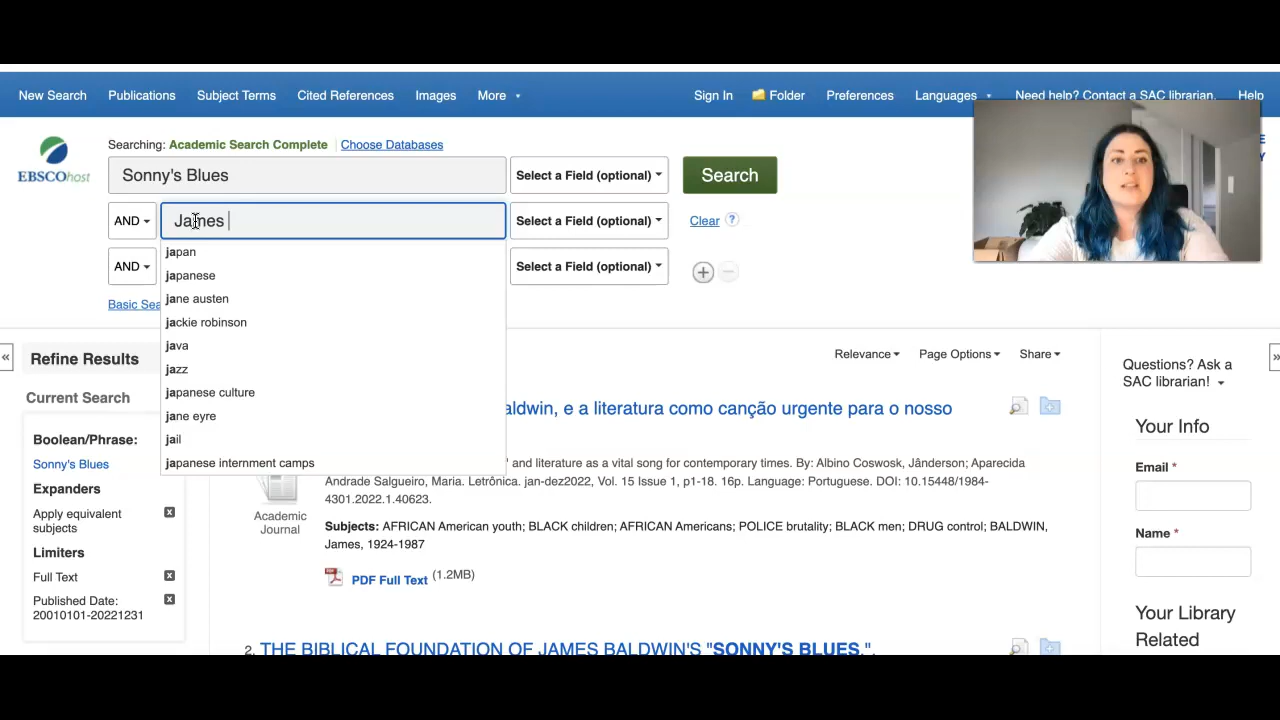 New Search Publications Subject Terms Cited References Images More Sign In Folder Preferences Languages Need help? Contact a SAC librarian. Help
EBSCOhost
Searching: Academic Search Complete Choose Databases
Sonny's Blues Select a Field (optional) Search
AND James Select a Field (optional) Clear ?
AND Select a Field (optional)
Basic Sea
japan
japanese
jane austen
jackie robinson
java
jazz
japanese culture
jane eyre
jail
japanese internment camps
Refine Results
Current Search
Boolean/Phrase:
Sonny's Blues
Expanders
Apply equivalent
subjects
Limiters
Full Text
Published Date:
20010101-20221231
Relevance Page Options Share
aldwin, e a literatura como canção urgente para o nosso
" and literature as a vital song for contemporary times. By: Albino Coswosk, Jânderson; Aparecida
Andrade Salgueiro, Maria. Letrônica. jan-dez2022, Vol. 15 Issue 1, p1-18. 16p. Language: Portuguese. DOI: 10.15448/1984-
4301.2022.1.40623.
Academic
Journal
Subjects: AFRICAN American youth; BLACK children; AFRICAN Americans; POLICE brutality; BLACK men; DRUG control; BALDWIN,
James, 1924-1987
PDF Full Text (1.2MB)
2. THE BIBLICAL FOUNDATION OF JAMES BALDWIN'S "SONNY'S BLUES.".
Questions? Ask a
SAC librarian!
Your Info
Email *
Name *
Your Library
Related